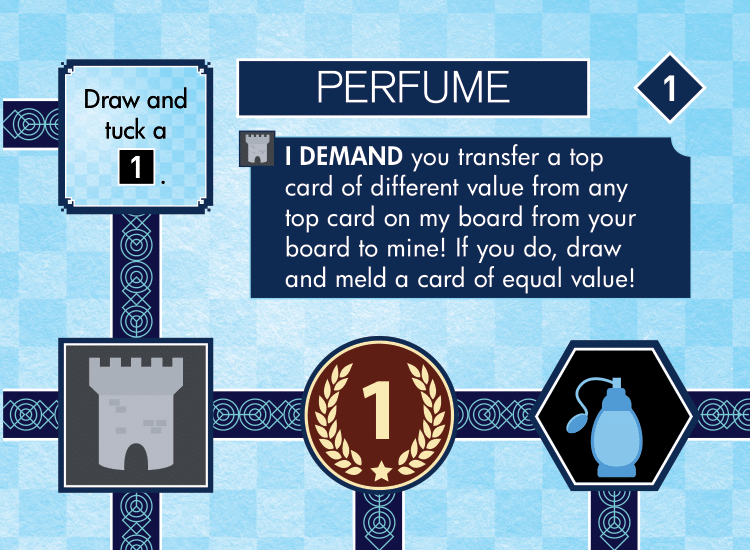 Draw and
tuck a
1 .
PERFUME
1
I DEMAND you transfer a top
card of different value from any
top card on my board from your
board to mine! If you do, draw
and meld a card of equal value!
1